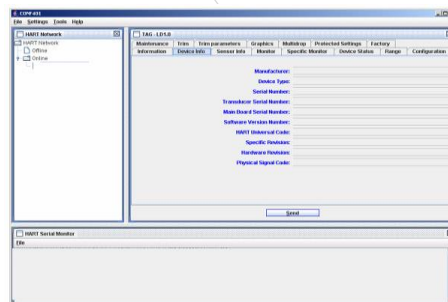 CONF401
File Settings Tools Help
HART Network
HART Network
Offline
Online
TAG - LD1.0
Maintenance Trim Trim parameters Graphics Multidrop Protected Settings Factory
Information Device Info Sensor Info Monitor Specific Monitor Device Status Range Configuration
Manufacturer:
Device Type:
Serial Number:
Transducer Serial Number:
Main Board Serial Number:
Software Version Number:
HART Universal Code:
Specific Revision:
Hardware Revision:
Physical Signal Code:
Send
HART Serial Monitor
File